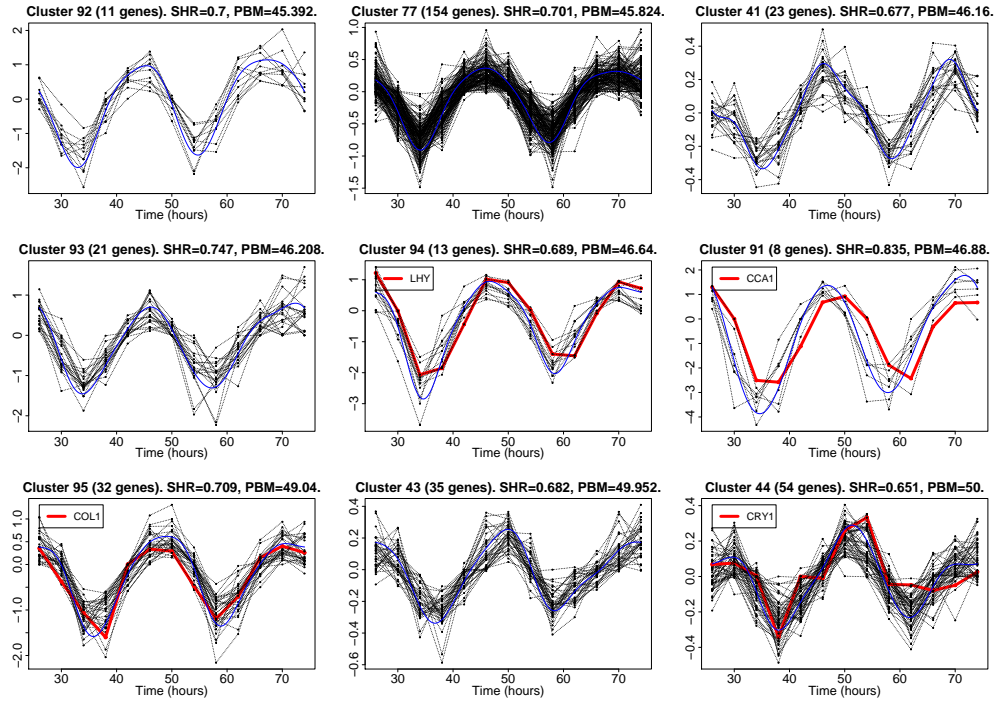 Cluster 92 (11 genes). SHR=0.7, PBM=45.392.
2
1
0
−1
−2
30 40 50 60 70
Time (hours)
Cluster 77 (154 genes). SHR=0.701, PBM=45.824.
1.0
0.5
0.0
−0.5
−1.0
−1.5
30 40 50 60 70
Time (hours)
Cluster 41 (23 genes). SHR=0.677, PBM=46.16.
0.4
0.2
0.0
−0.2
−0.4
30 40 50 60 70
Time (hours)
Cluster 93 (21 genes). SHR=0.747, PBM=46.208.
1
0
−1
−2
30 40 50 60 70
Time (hours)
Cluster 94 (13 genes). SHR=0.689, PBM=46.64.
LHY
1
0
−1
−2
−3
30 40 50 60 70
Time (hours)
Cluster 91 (8 genes). SHR=0.835, PBM=46.88.
CCA1
2
1
0
−1
−2
−3
−4
30 40 50 60 70
Time (hours)
Cluster 95 (32 genes). SHR=0.709, PBM=49.04.
COL1
1.0
0.5
0.0
−1.0
−2.0
30 40 50 60 70
Time (hours)
Cluster 43 (35 genes). SHR=0.682, PBM=49.952.
0.4
0.2
0.0
−0.2
−0.4
−0.6
30 40 50 60 70
Time (hours)
Cluster 44 (54 genes). SHR=0.651, PBM=50.
CRY1
0.4
0.2
0.0
−0.2
−0.4
30 40 50 60 70
Time (hours)